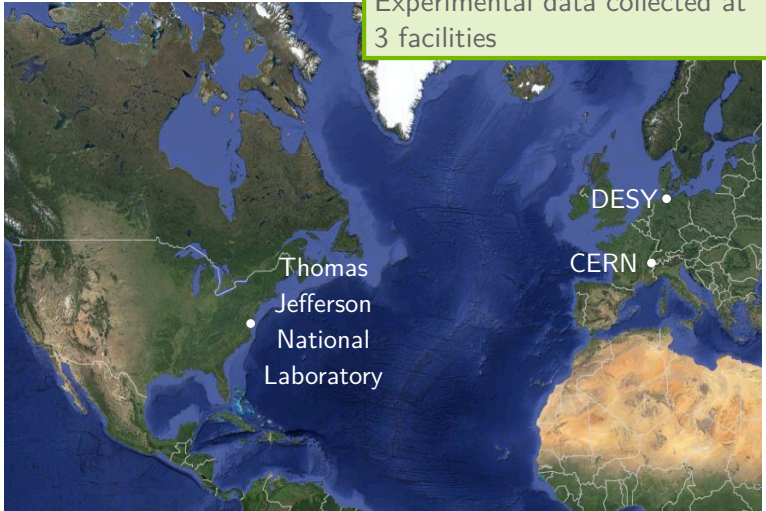 Experimental data collected at
3 facilities
DESY
CERN
Thomas
Jefferson
National
Laboratory